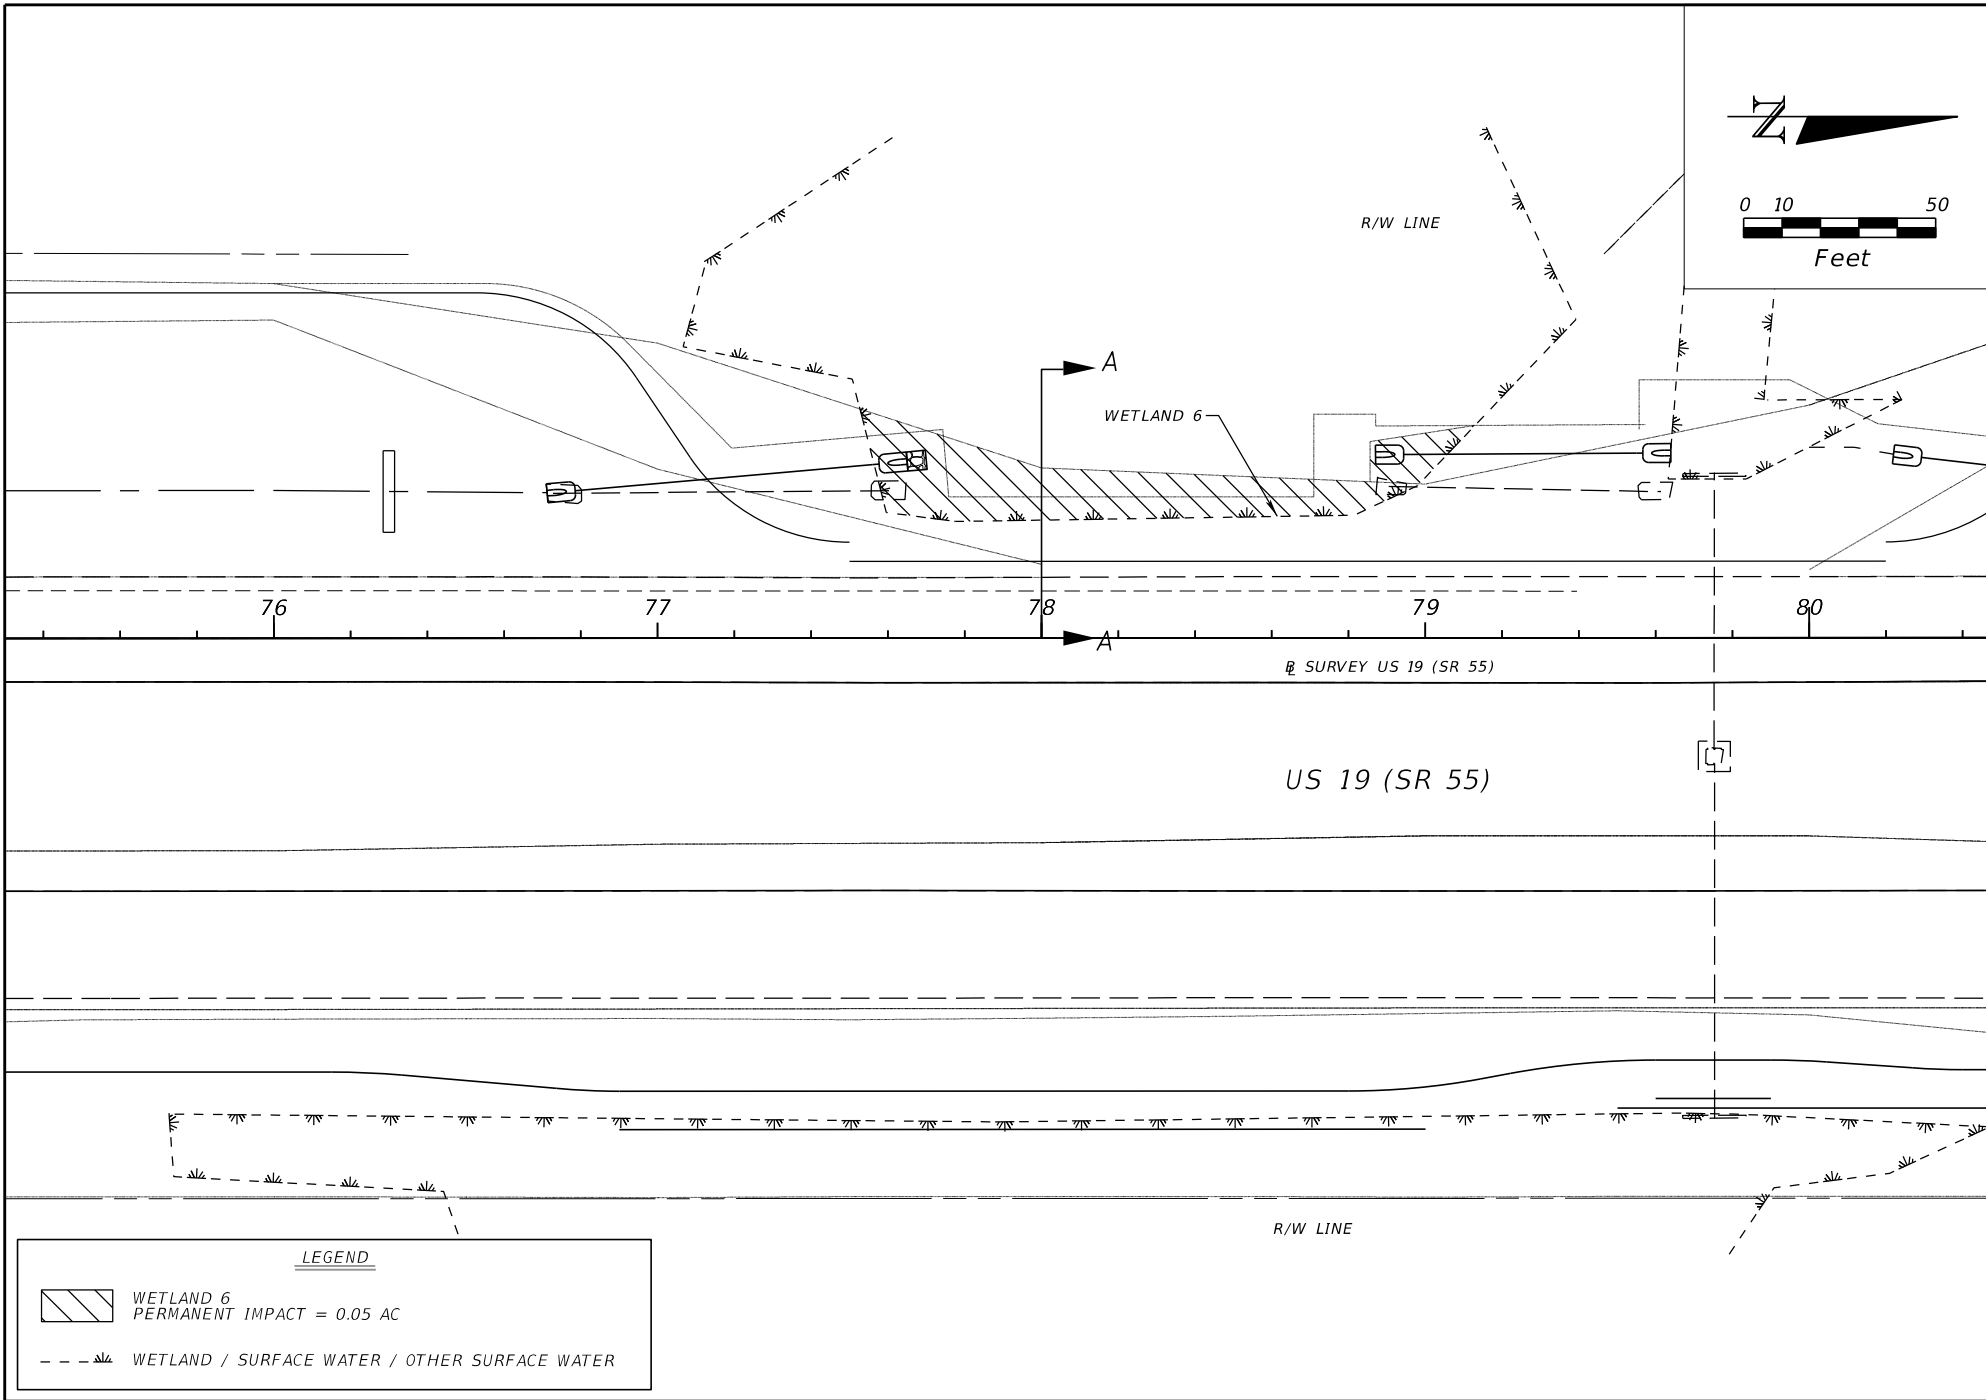 N
0 10 50
Feet
R/W LINE
A
WETLAND 6
76 77 78 79 80
A
BL SURVEY US 19 (SR 55)
US 19 (SR 55)
R/W LINE
LEGEND
WETLAND 6
PERMANENT IMPACT = 0.05 AC
WETLAND / SURFACE WATER / OTHER SURFACE WATER